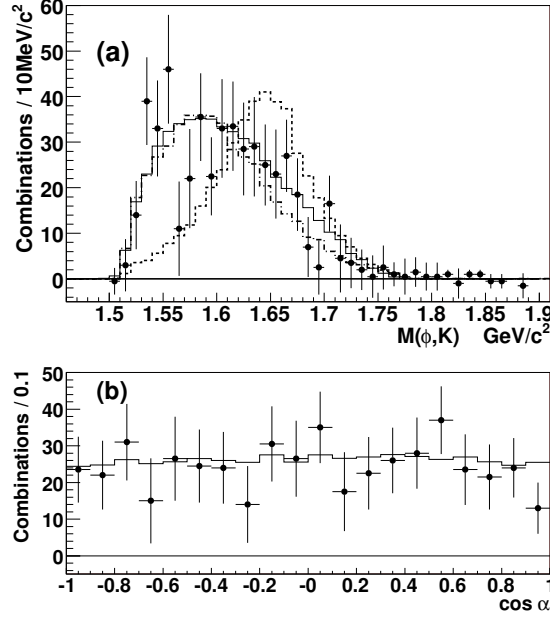 (a)
Combinations / 10MeV/c²
60
50
40
30
20
10
0
1.5 1.55 1.6 1.65 1.7 1.75 1.8 1.85 1.9
M(ϕ,K) GeV/c²
(b)
Combinations / 0.1
50
40
30
20
10
0
-1 -0.8 -0.6 -0.4 -0.2 -0 0.2 0.4 0.6 0.8 1
cos α